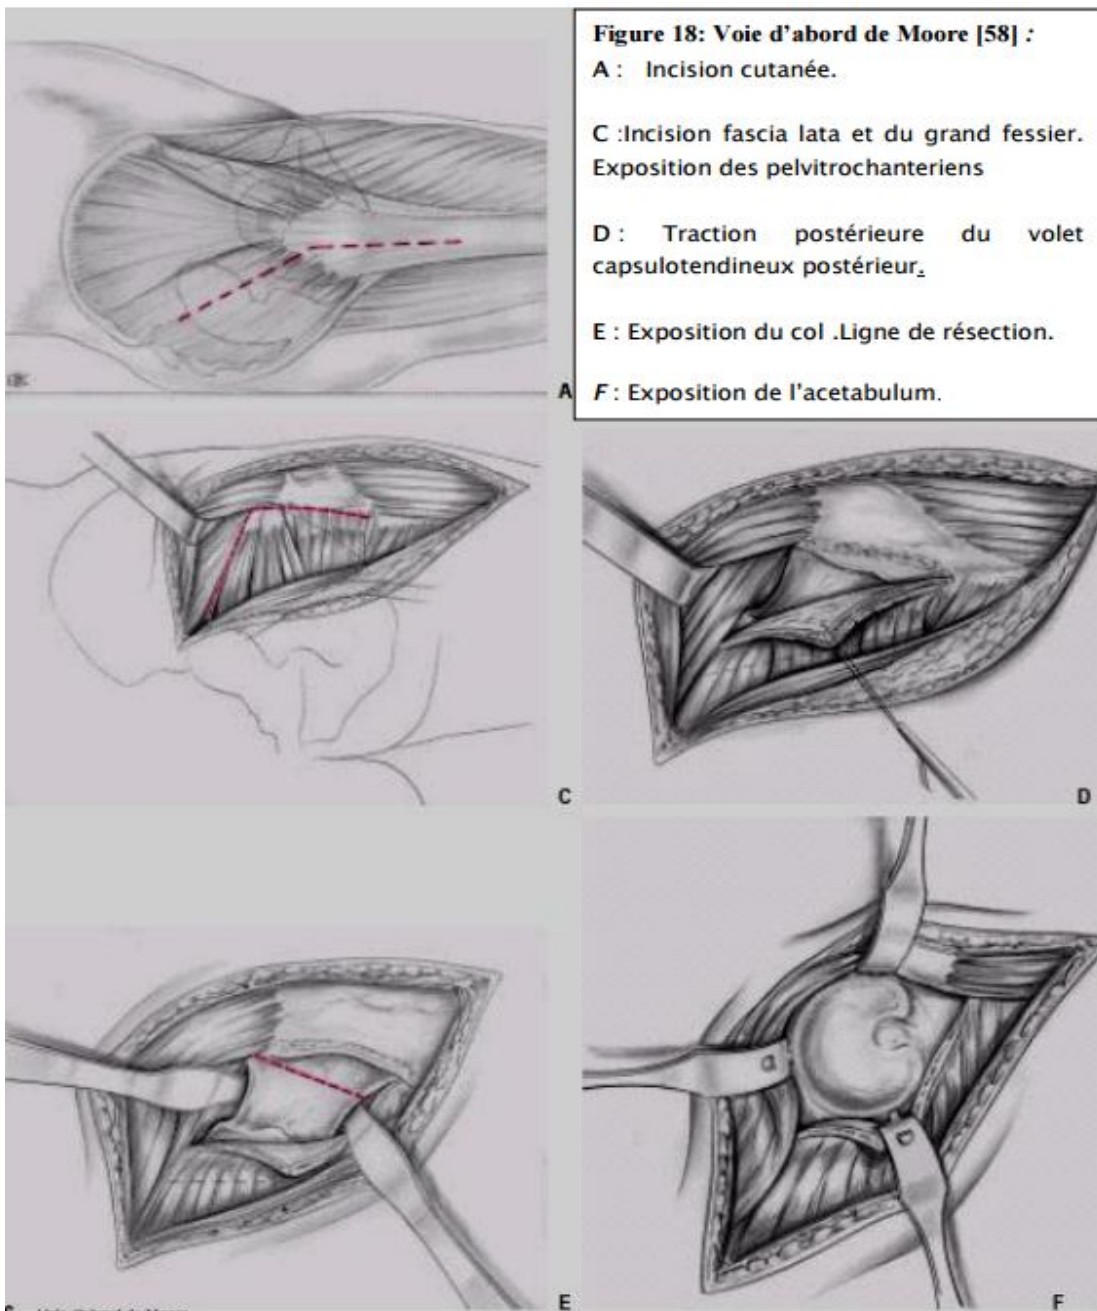 Figure 18: Voie d’abord de Moore [58] :
A : Incision cutanée.
C :Incision fascia lata et du grand fessier.
Exposition des pelvitrochanteriens
D : Traction postérieure du volet
capsulotendineux postérieur.
E : Exposition du col .Ligne de résection.
F : Exposition de l’acetabulum.
A
C
D
E
F